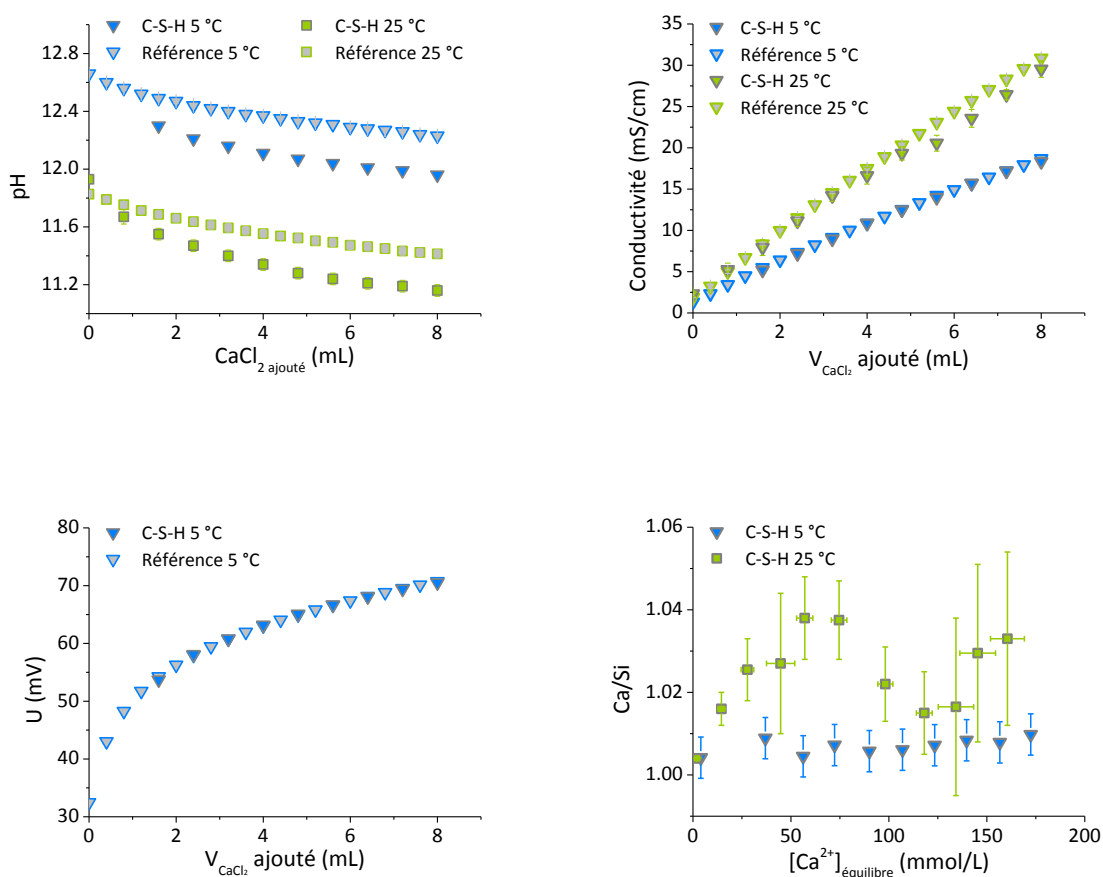 C-S-H 5 °C
C-S-H 25 °C
Référence 5 °C
Référence 25 °C
12.8
12.4
12.0
11.6
11.2
pH
0 2 4 6 8
CaCl2 ajouté (mL)
C-S-H 5 °C
Référence 5 °C
C-S-H 25 °C
Référence 25 °C
35
30
25
20
15
10
5
0
Conductivité (mS/cm)
0 2 4 6 8
VCaCl2 ajouté (mL)
C-S-H 5 °C
Référence 5 °C
80
70
60
50
40
30
U (mV)
0 2 4 6 8
VCaCl2 ajouté (mL)
C-S-H 5 °C
C-S-H 25 °C
1.06
1.04
1.02
1.00
Ca/Si
0 50 100 150 200
[Ca2+]équilibre (mmol/L)